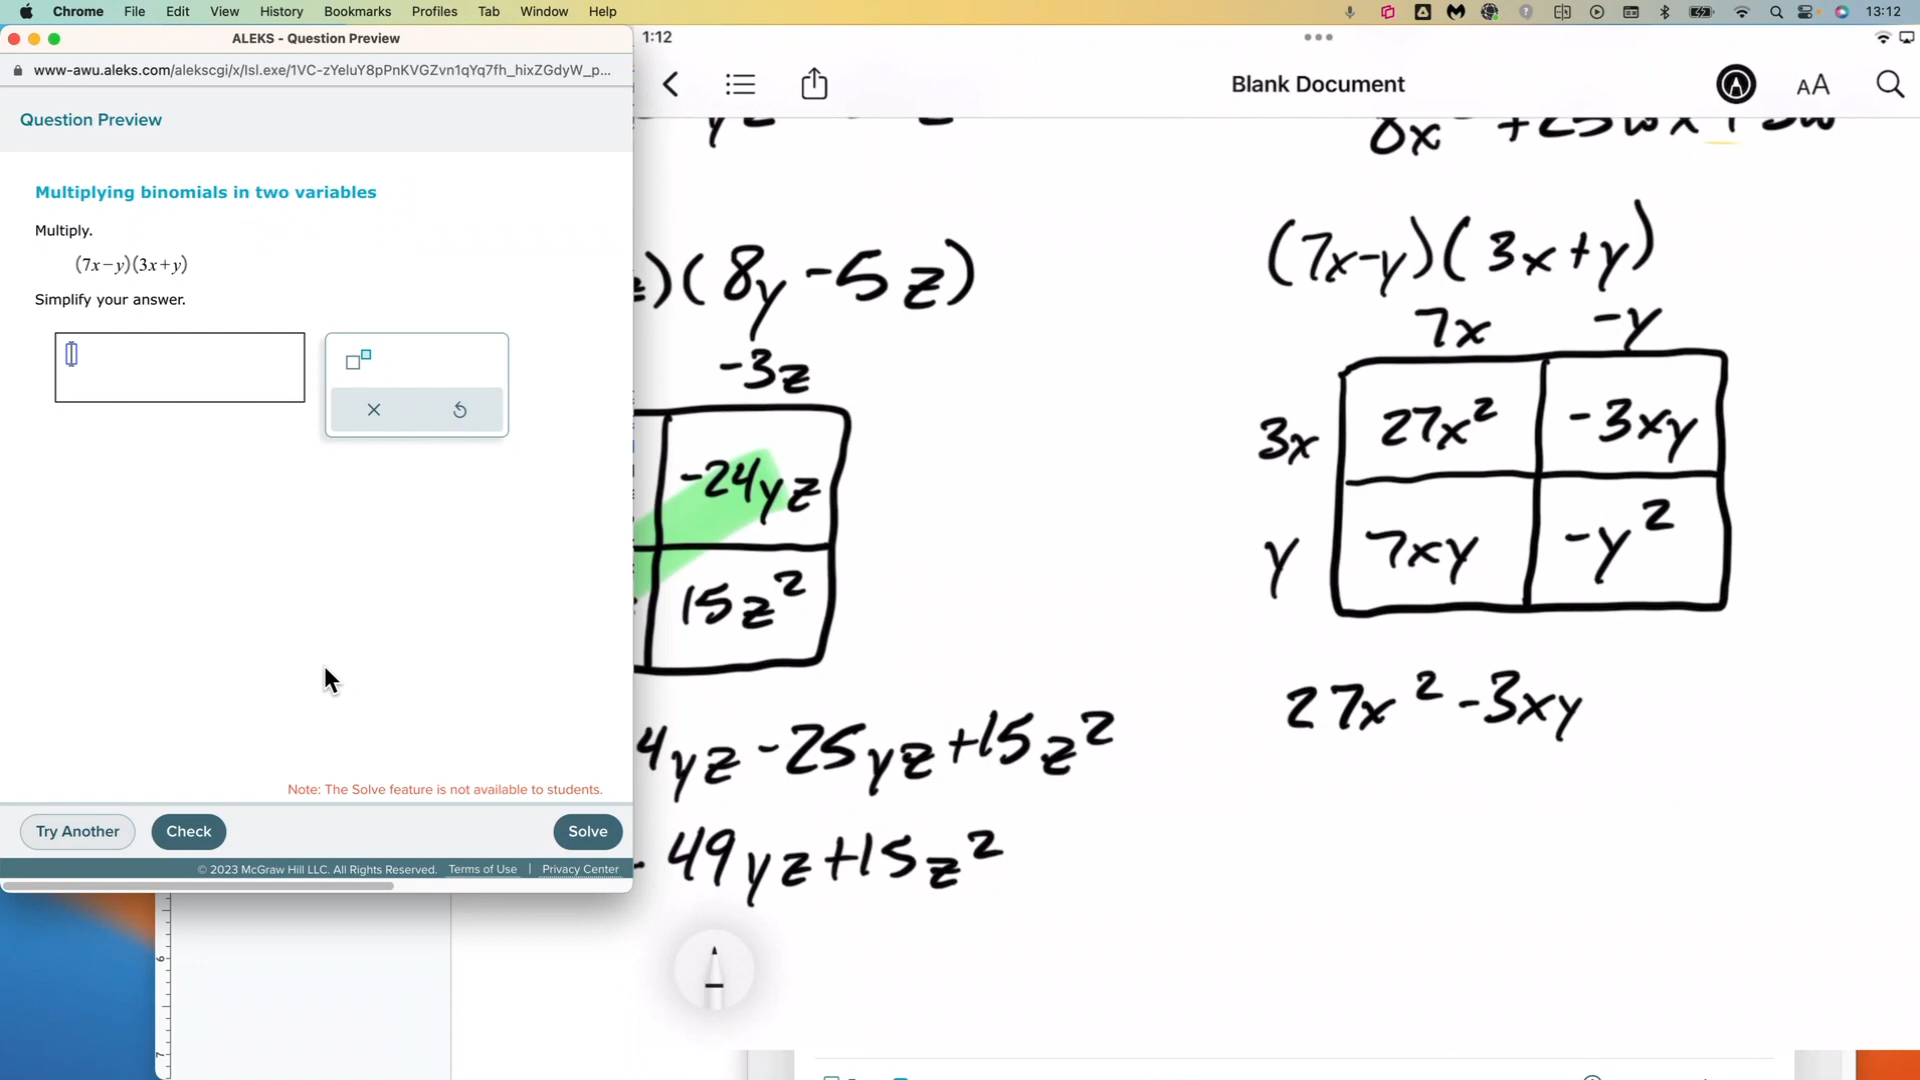 Chrome File Edit View History Bookmarks Profiles Tab Window Help 13:12
ALEKS - Question Preview
www-awu.aleks.com/alekscgi/x/Isl.exe/1VC-zYeluY8pPnKVGZvn1qYq7fh_hixZGdyW_p...
Question Preview
Multiplying binomials in two variables
Multiply.
(7x-y)(3x+y)
Simplify your answer.
Note: The Solve feature is not available to students.
Try Another Check Solve
© 2023 McGraw Hill LLC. All Rights Reserved. Terms of Use | Privacy Center
1:12
Blank Document
AA
)(8y-5z)
-3z
-24yz
15z²
4yz-25yz+15z²
-49yz+15z²
(7x-y)(3x+y)
7x -y
3x 27x² -3xy
y 7xy -y²
27x²-3xy
6
7